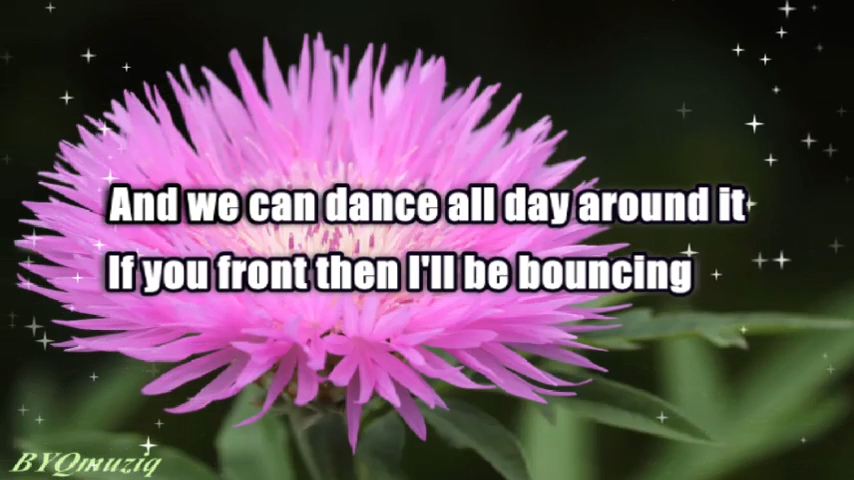 And we can dance all day around it
If you front then I'll be bouncing
BYQmuziq